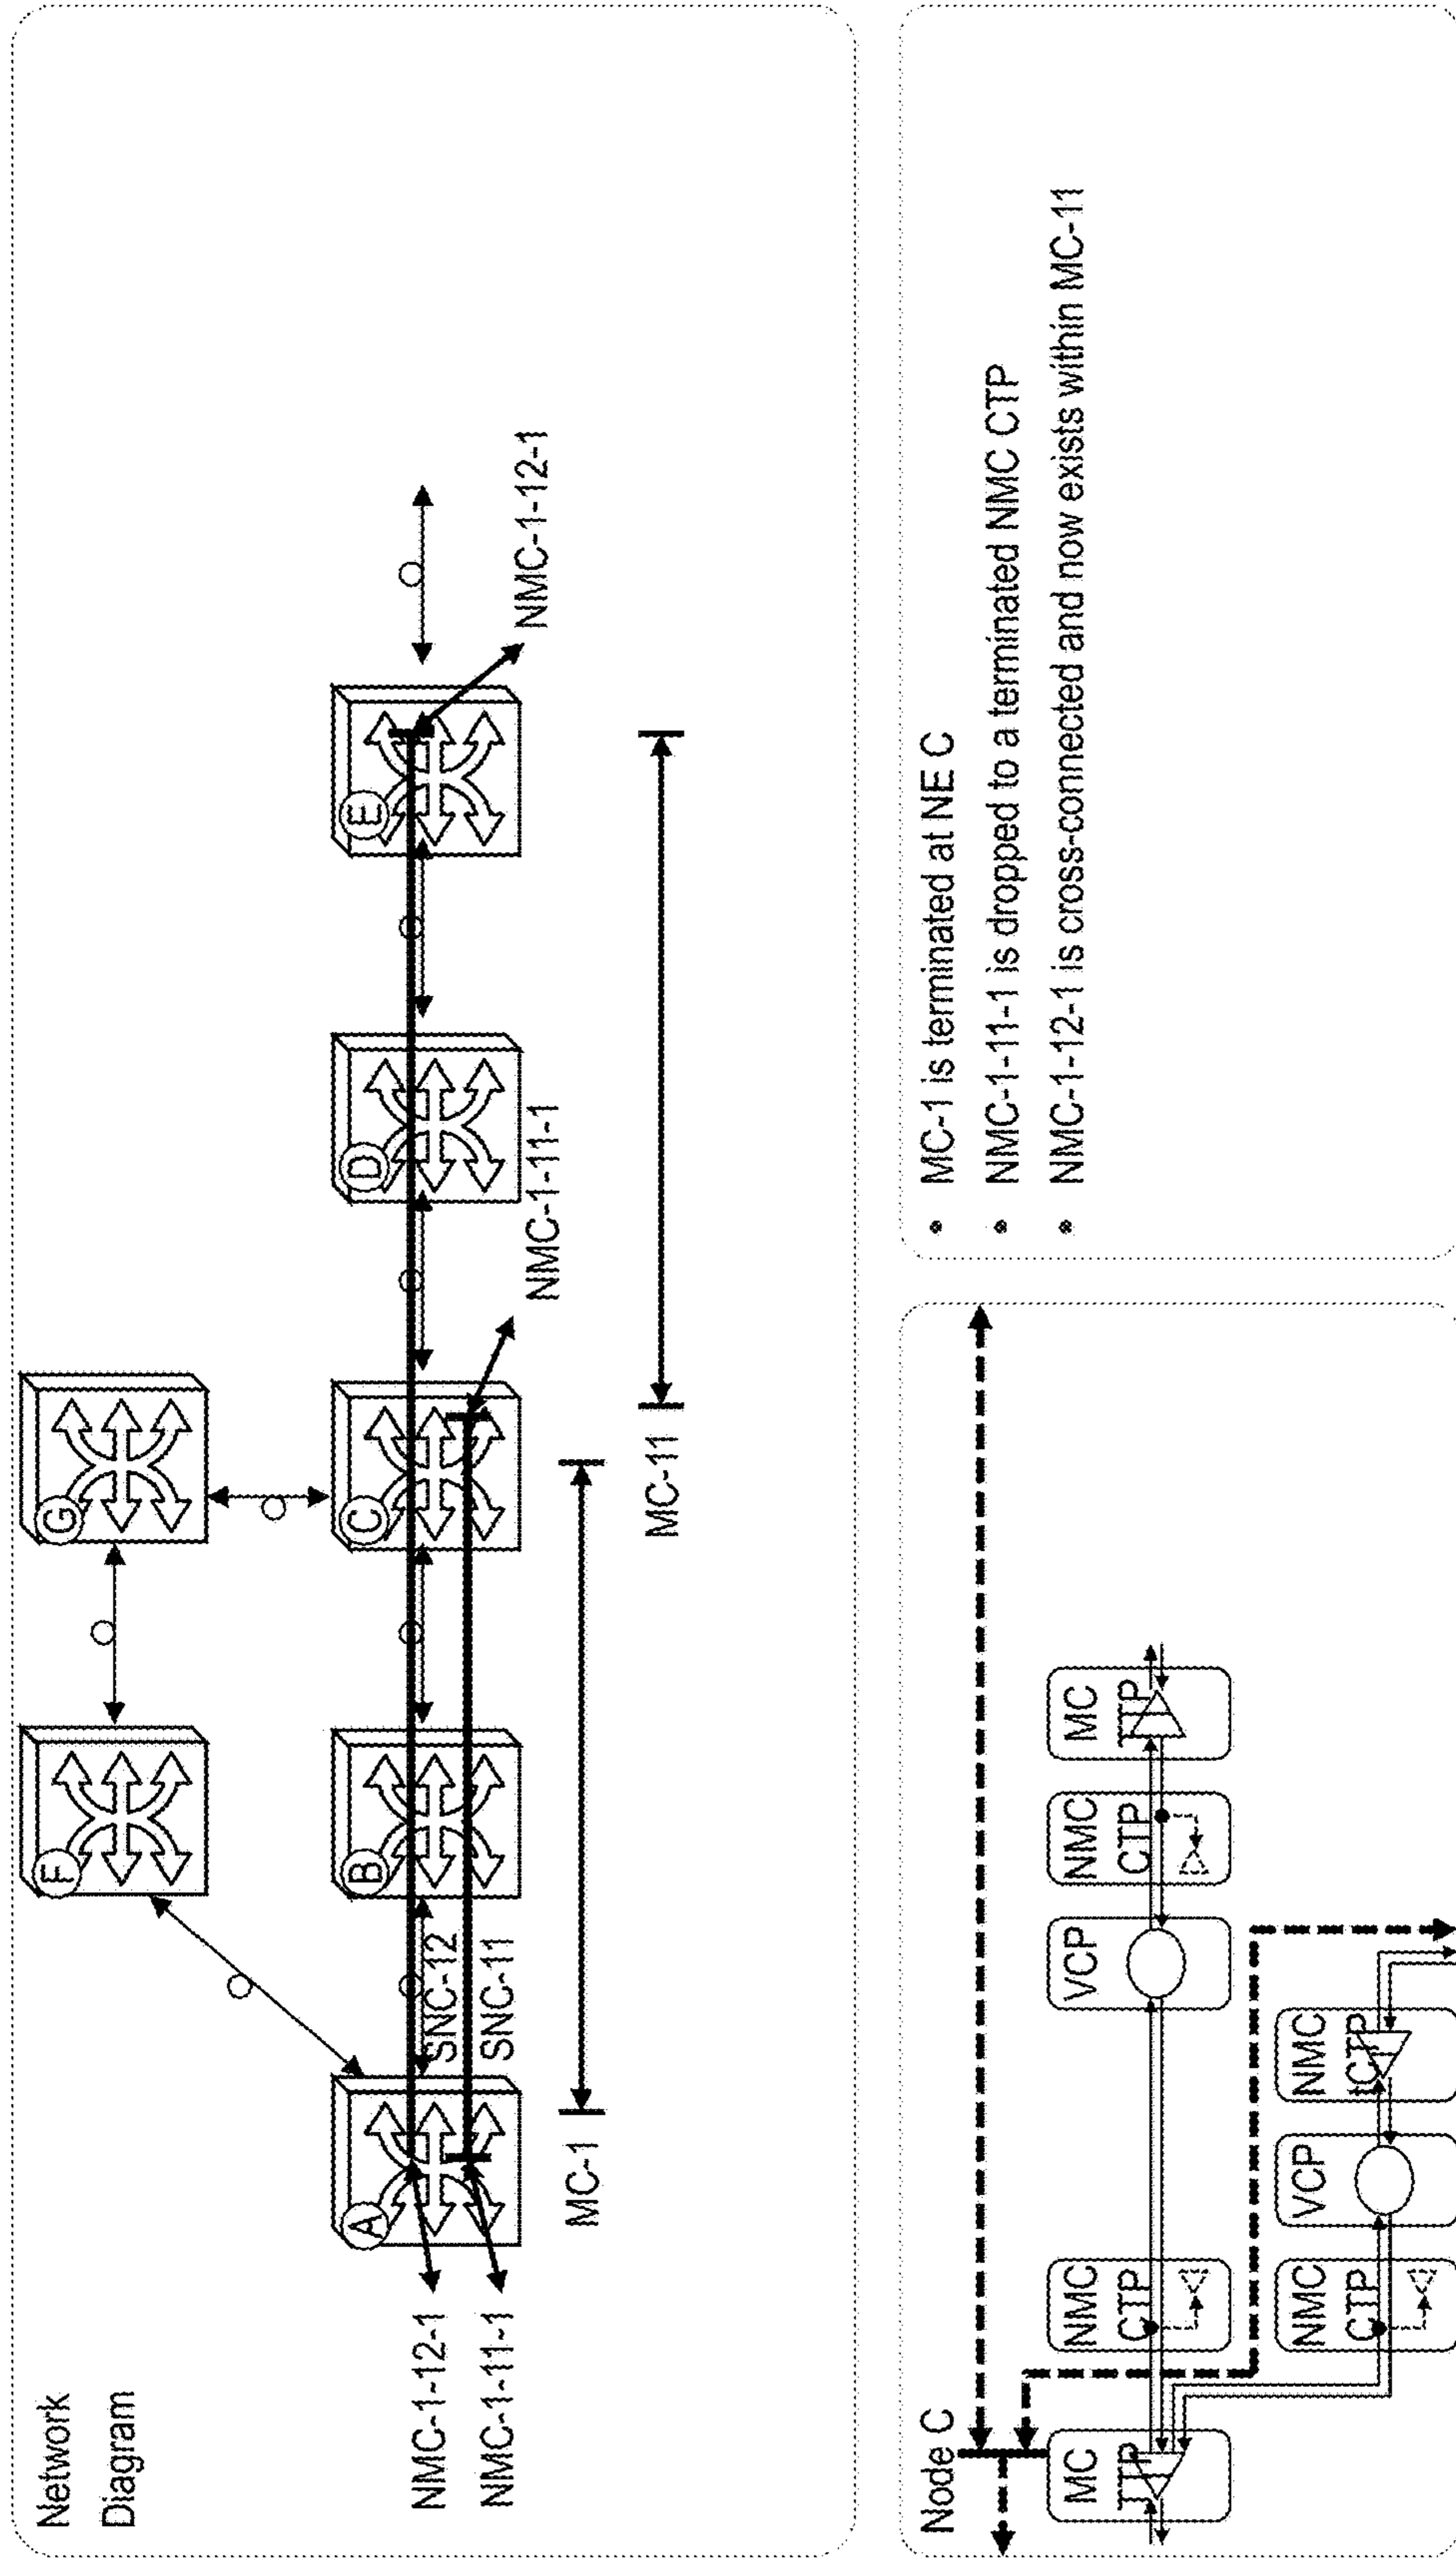 Network
Diagram
F
G
A
B
C
D
E
NMC-1-12-1
NMC-1-11-1
SNC-12
SNC-11
NMC-1-11-1
NMC-1-12-1
MC-1
MC-11
Node C
MC
TTP
NMC
CTP
VCP
NMC
CTP
MC
TTP
NMC
CTP
VCP
NMC
tCTP
• MC-1 is terminated at NE C
• NMC-1-11-1 is dropped to a terminated NMC CTP
• NMC-1-12-1 is cross-connected and now exists within MC-11